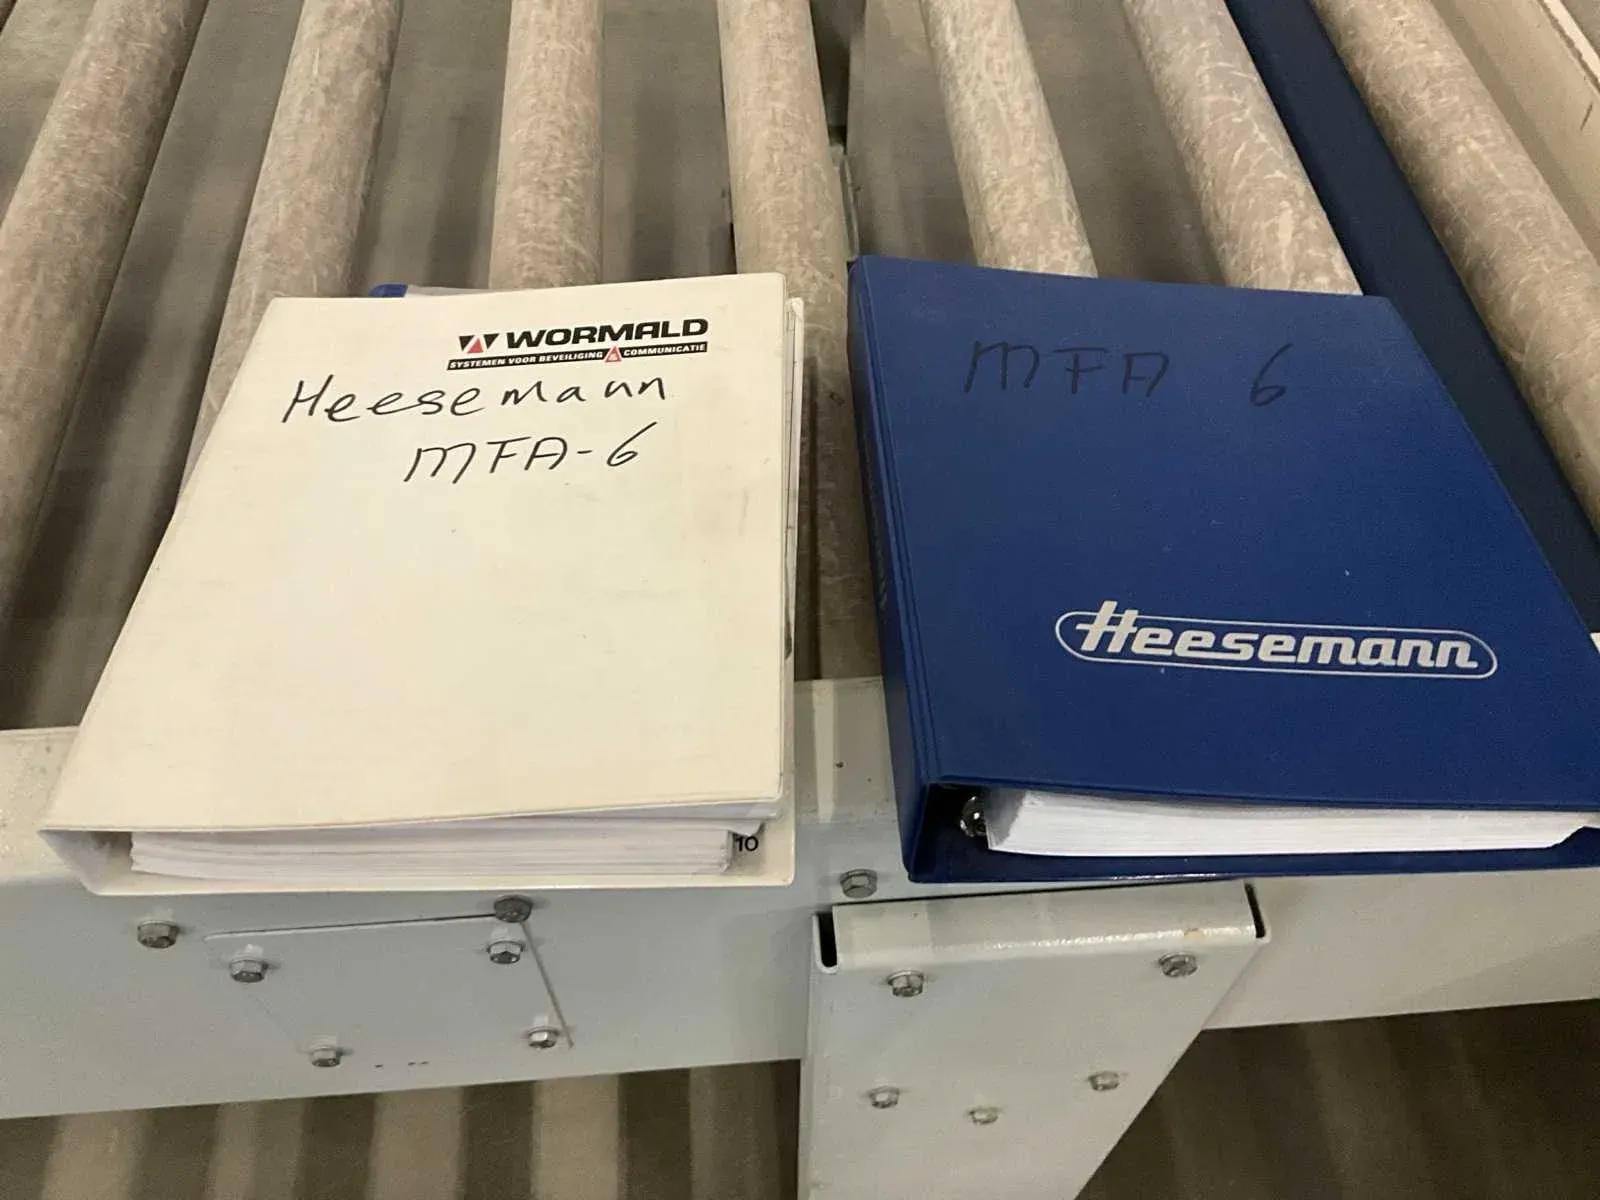 WORMALD
SYSTEMEN VOOR BEVEILIGING & COMMUNICATIE
Heesemann
MFA-6
10
MFA 6
Heesemann